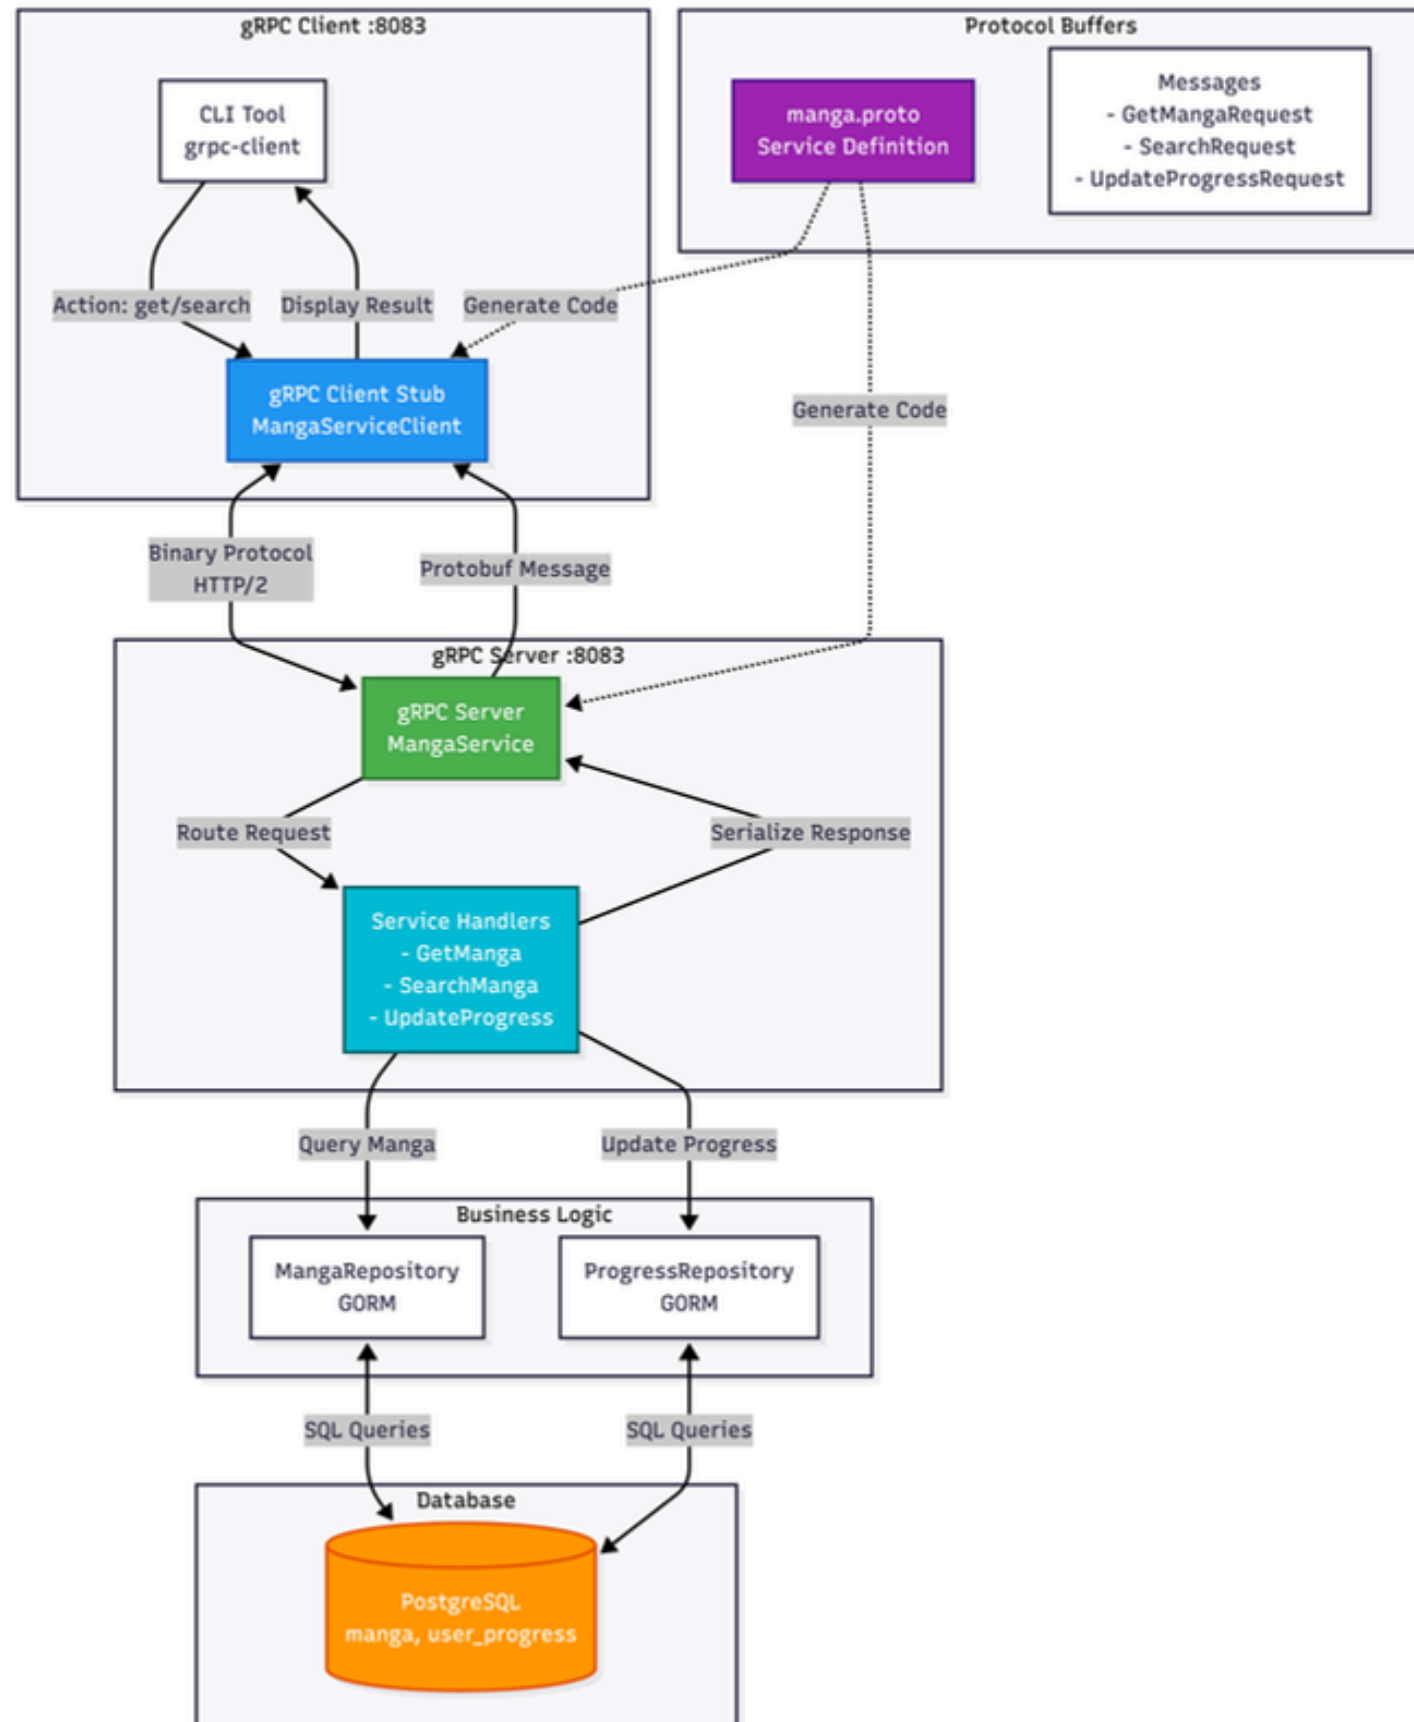 gRPC Client :8083
CLI Tool
grpc-client
Action: get/search
Display Result
Generate Code
gRPC Client Stub
MangaServiceClient
Protocol Buffers
manga.proto
Service Definition
Messages
- GetMangaRequest
- SearchRequest
- UpdateProgressRequest
Generate Code
Binary Protocol
HTTP/2
Protobuf Message
gRPC Server :8083
gRPC Server
MangaService
Route Request
Serialize Response
Service Handlers
- GetManga
- SearchManga
- UpdateProgress
Query Manga
Update Progress
Business Logic
MangaRepository
GORM
ProgressRepository
GORM
SQL Queries
SQL Queries
Database
PostgreSQL
manga, user_progress